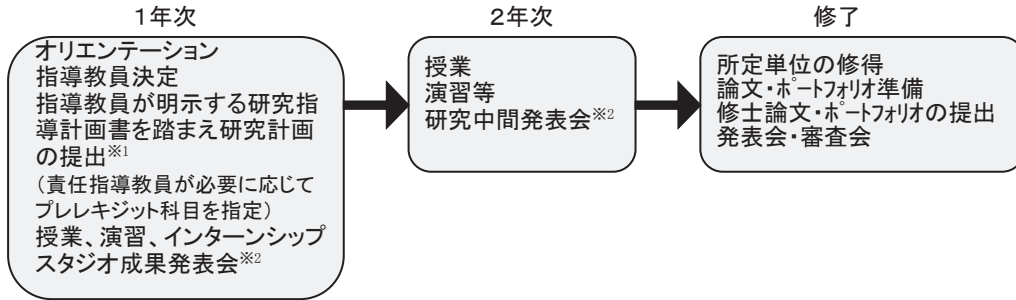 1年次
オリエンテーション
指導教員決定
指導教員が明示する研究指
導計画書を踏まえ研究計画
の提出※1
(責任指導教員が必要に応じて
プレレキジット科目を指定)
授業、演習、インターンシップ
スタジオ成果発表会※2
2年次
授業
演習等
研究中間発表会※2
修了
所定単位の修得
論文・ポートフォリオ準備
修士論文・ポートフォリオの提出
発表会・審査会